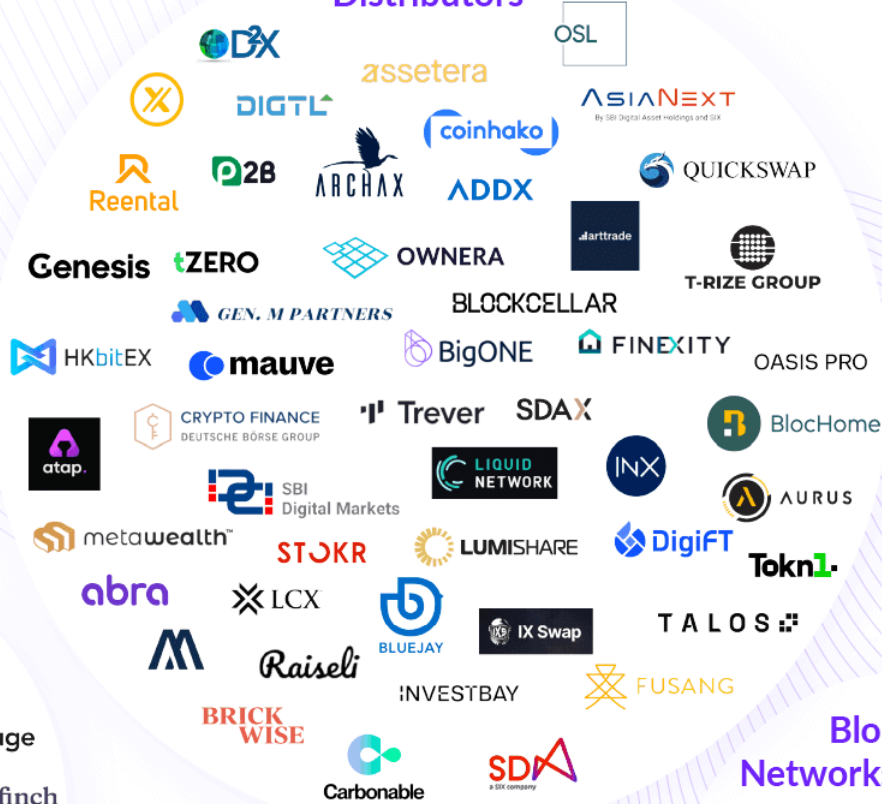 Distributors
D2X
OSL
assetera
DIGTL
ASIANEXT
By SBI Digital Asset Holdings and SIX
coinhako
Reental
P2B
ARCHAX
ADDX
QUICKSWAP
arttrade
Genesis
tZERO
OWNERA
T-RIZE GROUP
GEN. M PARTNERS
BLOCKCELLAR
HKbitEX
mauve
BigONE
FINEXITY
OASIS PRO
CRYPTO FINANCE
DEUTSCHE BÖRSE GROUP
Trever
SDAX
BlocHome
atap.
LIQUID
NETWORK
INX
SBI
Digital Markets
AURUS
metawealth™
STOKR
LUMISHARE
DigiFT
Tokn1.
abra
LCX
BLUEJAY
IXS
IX Swap
TALOS
Raiseli
INVESTBAY
FUSANG
BRICK
WISE
age
Blo
Network
finch
Carbonable
SDX
a SIX company